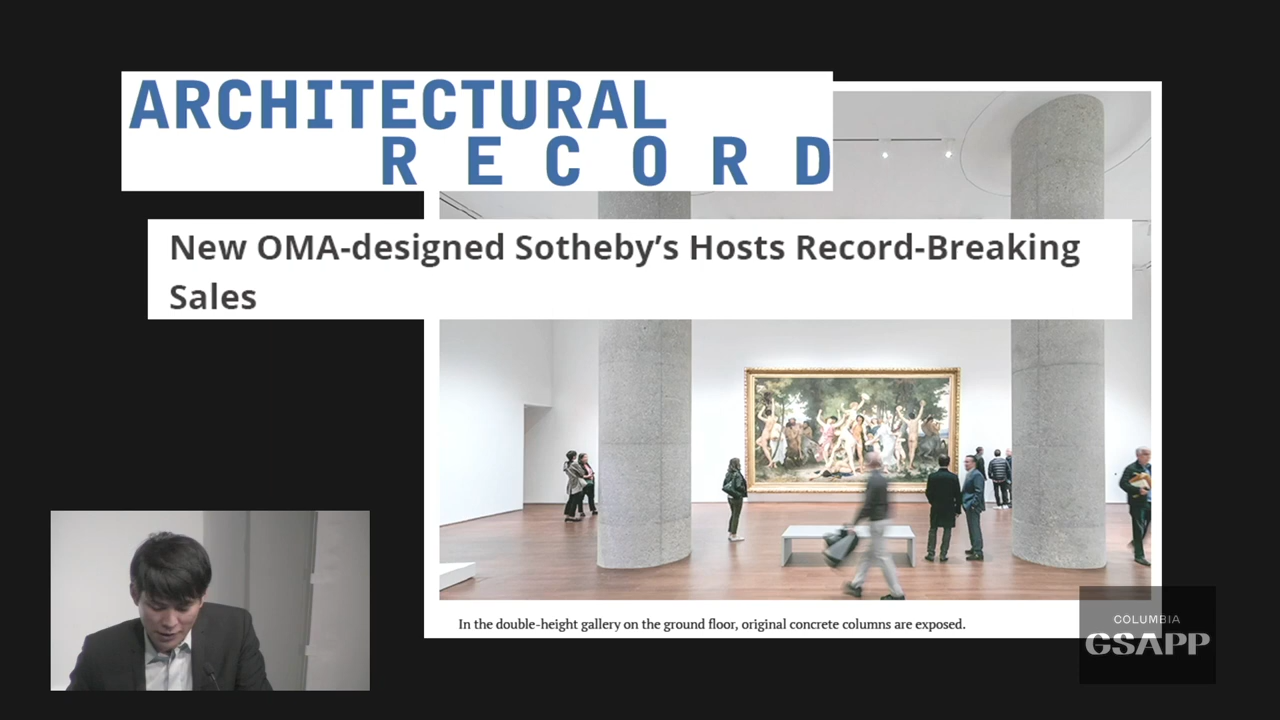 ARCHITECTURAL
RECORD
New OMA-designed Sotheby’s Hosts Record-Breaking
Sales
In the double-height gallery on the ground floor, original concrete columns are exposed.
COLUMBIA
GSAPP